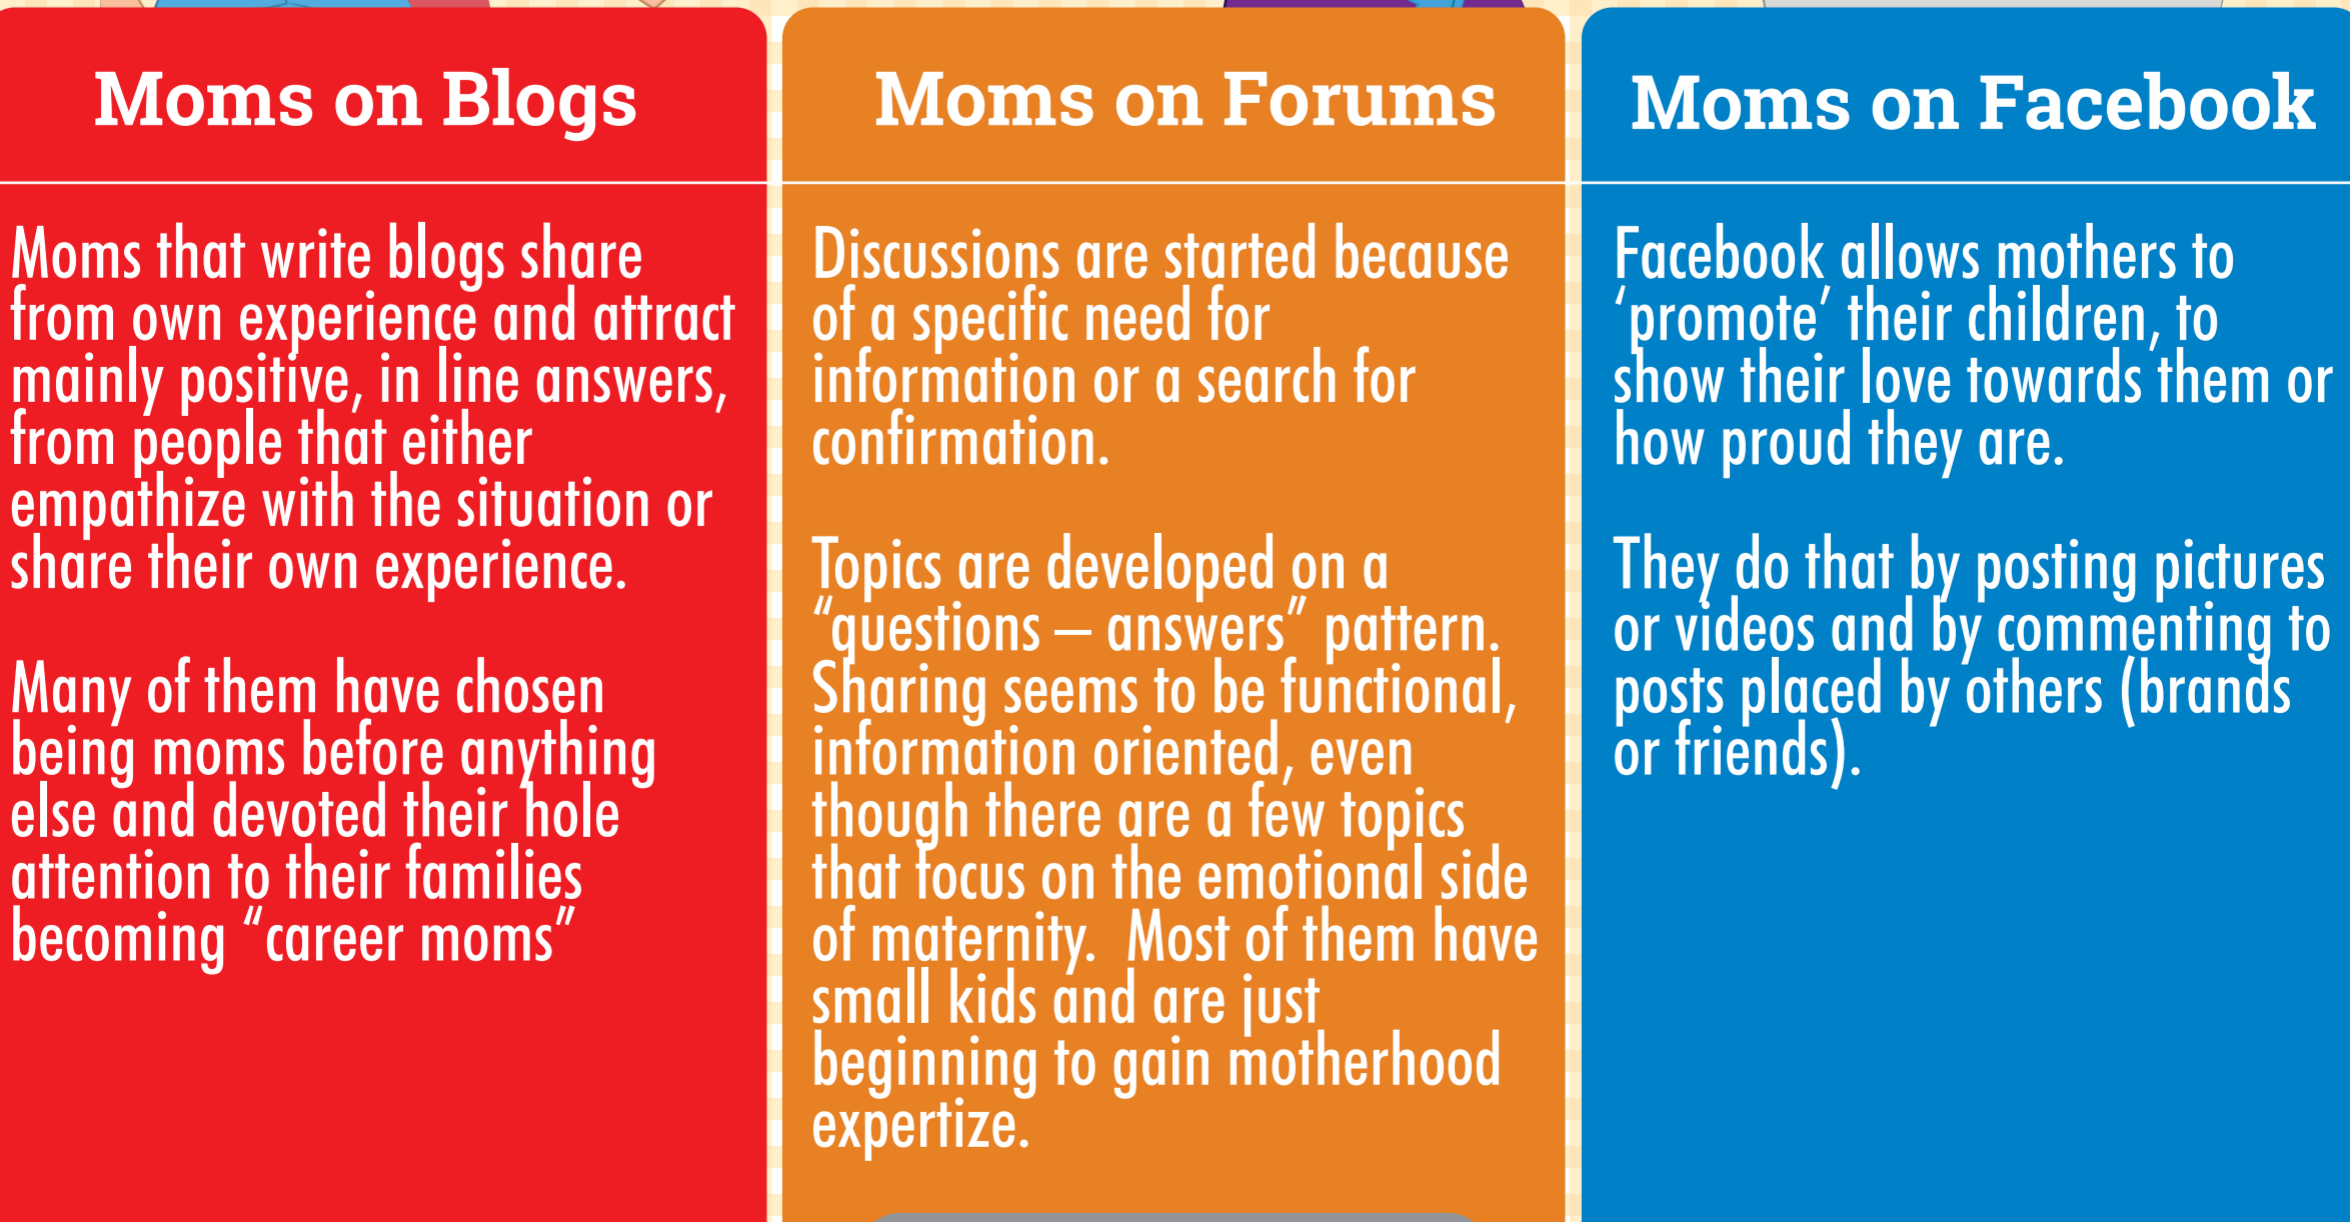 Moms on Blogs
Moms that write blogs share
from own experience and attract
mainly positive, in line answers,
from people that either
empathize with the situation or
share their own experience.
Many of them have chosen
being moms before anything
else and devoted their hole
attention to their families
becoming “career moms”
Moms on Forums
Discussions are started because
of a specific need for
information or a search for
confirmation.
Topics are developed on a
“questions – answers” pattern.
Sharing seems to be functional,
information oriented, even
though there are a few topics
that focus on the emotional side
of maternity.  Most of them have
small kids and are just
beginning to gain motherhood
expertize.
Moms on Facebook
Facebook allows mothers to
‘promote’ their children, to
show their love towards them or
how proud they are.
They do that by posting pictures
or videos and by commenting to
posts placed by others (brands
or friends).